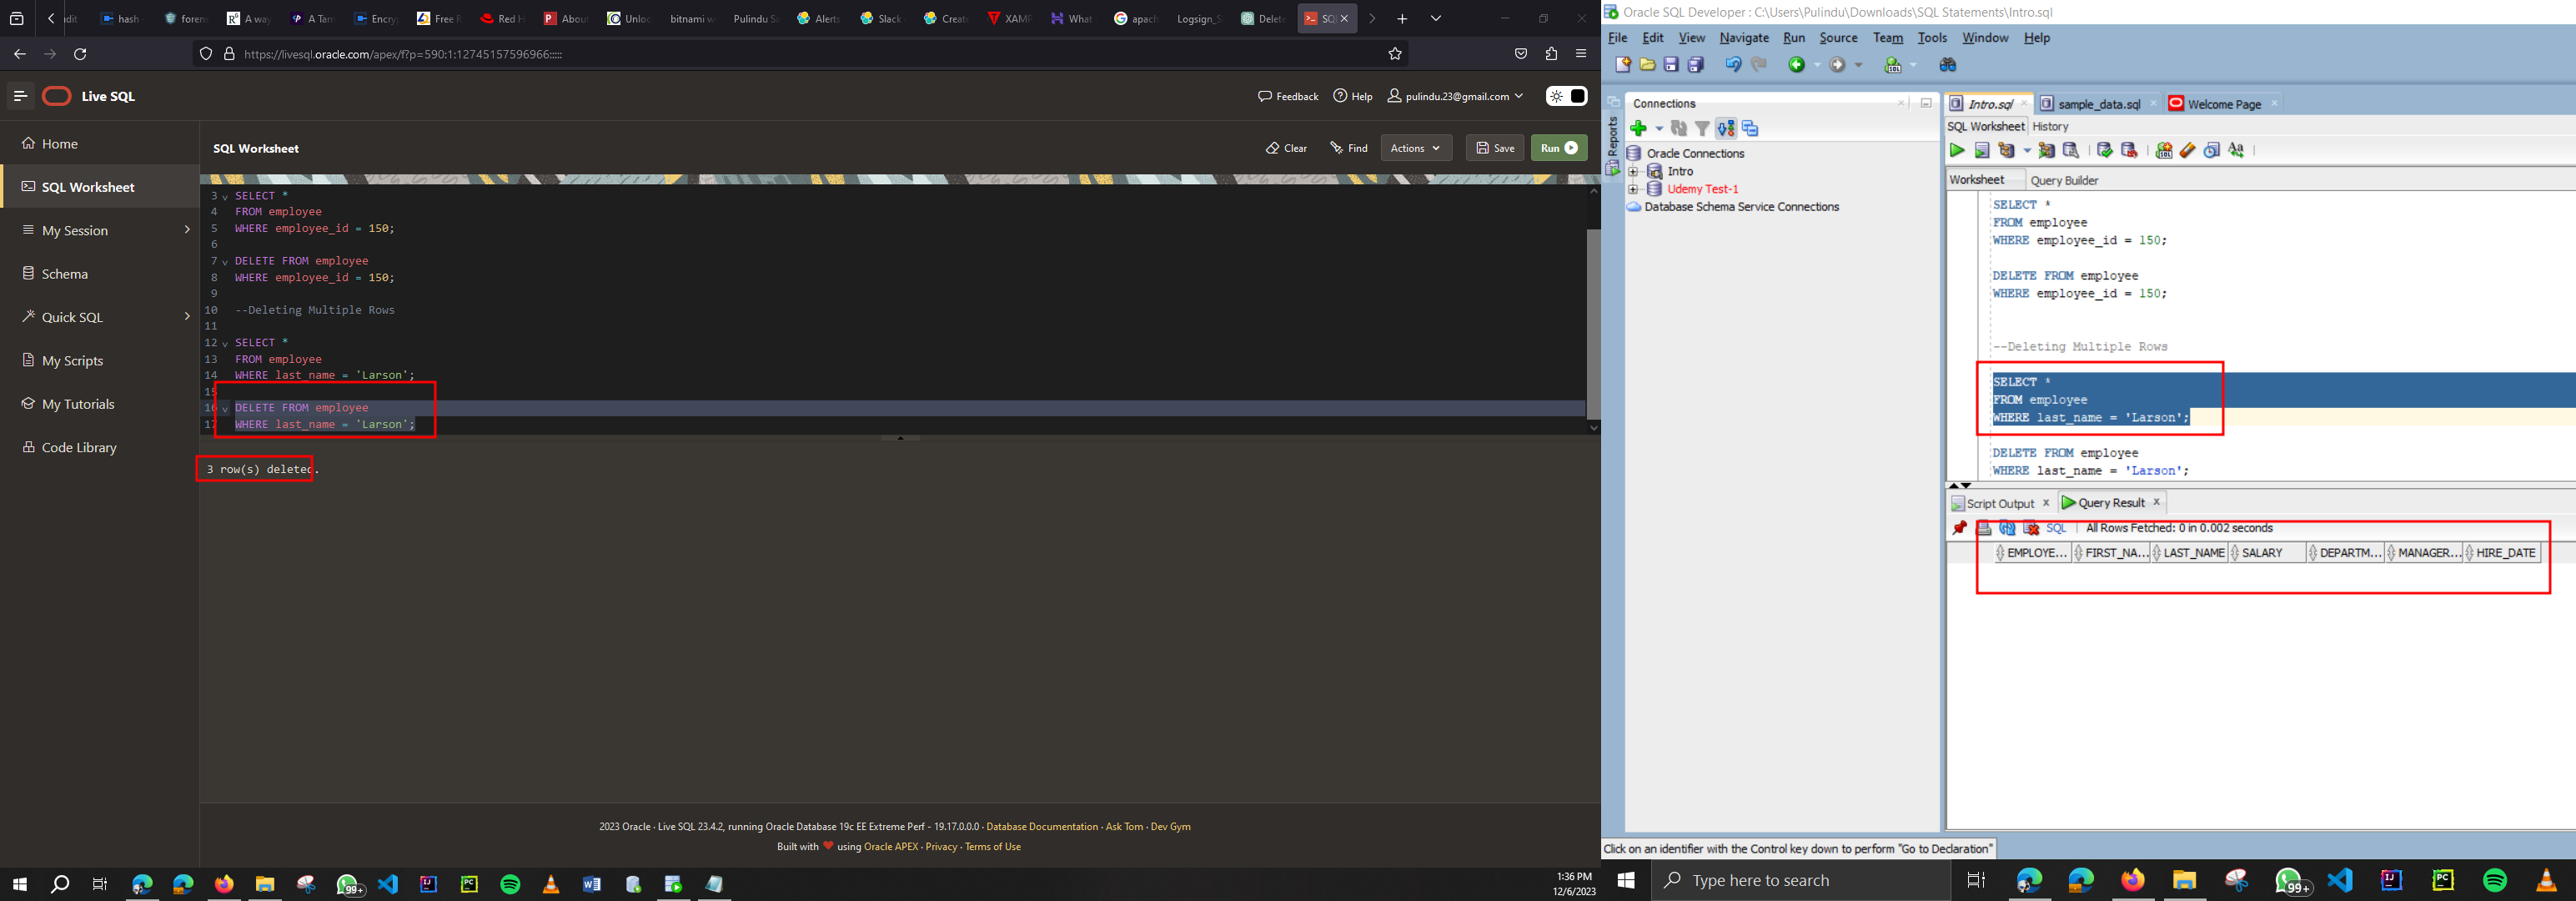 udit
hash
forens
A way
A Tam
Encry
Free R
Red H
About
Unloc
bitnami w
Pulindu Sa
Alerts
Slack
Create
XAMP
What
apach
Logsign_S
Delete
SQL
https://livesql.oracle.com/apex/f?p=590:1:12745157596966:::::
Live SQL
Feedback
Help
pulindu.23@gmail.com
Home
SQL Worksheet
My Session
Schema
Quick SQL
My Scripts
My Tutorials
Code Library
SQL Worksheet
Clear
Find
Actions
Save
Run
3 SELECT *
4 FROM employee
5 WHERE employee_id = 150;
6
7 DELETE FROM employee
8 WHERE employee_id = 150;
9
10 --Deleting Multiple Rows
11
12 SELECT *
13 FROM employee
14 WHERE last_name = 'Larson';
15
16 DELETE FROM employee
17 WHERE last_name = 'Larson';
3 row(s) deleted.
2023 Oracle · Live SQL 23.4.2, running Oracle Database 19c EE Extreme Perf - 19.17.0.0.0 · Database Documentation · Ask Tom · Dev Gym
Built with ❤ using Oracle APEX · Privacy · Terms of Use
99+
1:36 PM
12/6/2023
Oracle SQL Developer : C:\Users\Pulindu\Downloads\SQL Statements\Intro.sql
File Edit View Navigate Run Source Team Tools Window Help
Reports
Connections
Oracle Connections
Intro
Udemy Test-1
Database Schema Service Connections
Intro.sql
sample_data.sql
Welcome Page
SQL Worksheet History
Worksheet Query Builder
SELECT *
FROM employee
WHERE employee_id = 150;
DELETE FROM employee
WHERE employee_id = 150;
--Deleting Multiple Rows
SELECT *
FROM employee
WHERE last_name = 'Larson';
DELETE FROM employee
WHERE last_name = 'Larson';
Script Output x
Query Result x
SQL | All Rows Fetched: 0 in 0.002 seconds
EMPLOYE... FIRST_NA... LAST_NAME SALARY DEPARTM... MANAGER... HIRE_DATE
Click on an identifier with the Control key down to perform "Go to Declaration"
Type here to search
99+